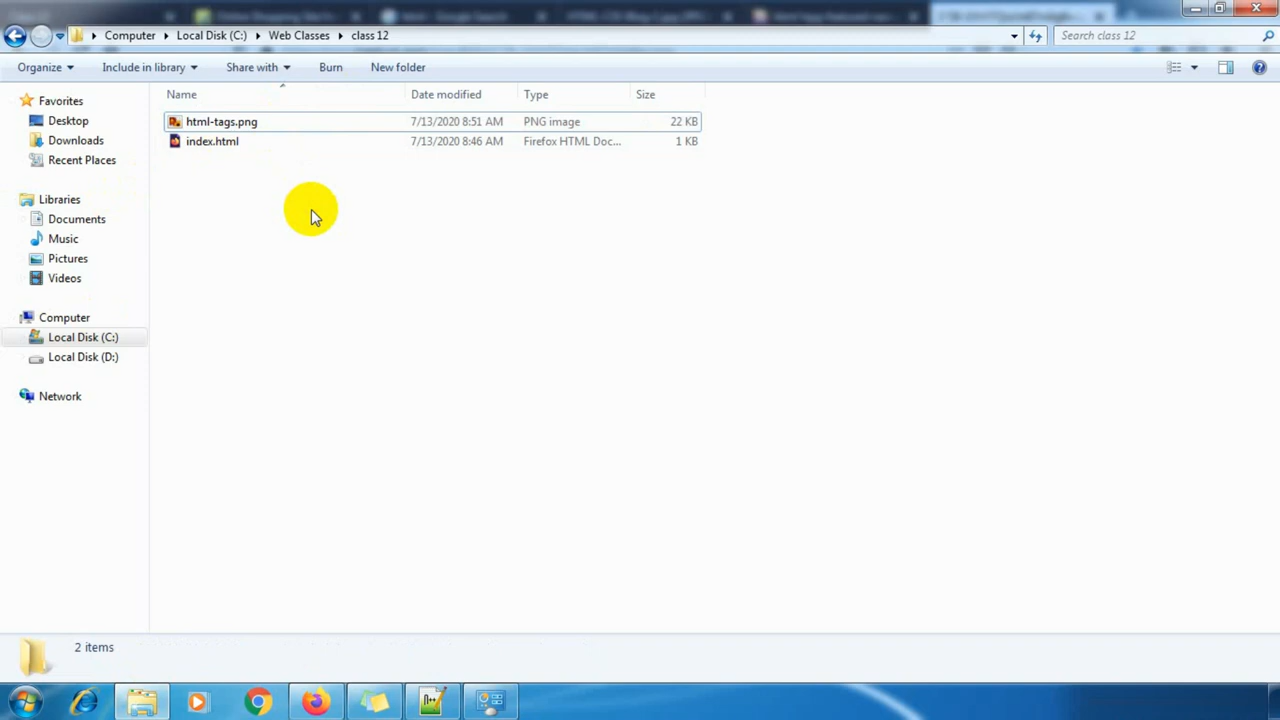 Computer Local Disk (C:) Web Classes class 12 Search class 12
Organize Include in library Share with Burn New folder
Name Date modified Type Size
html-tags.png 7/13/2020 8:51 AM PNG image 22 KB
index.html 7/13/2020 8:46 AM Firefox HTML Doc... 1 KB
Favorites
Desktop
Downloads
Recent Places
Libraries
Documents
Music
Pictures
Videos
Computer
Local Disk (C:)
Local Disk (D:)
Network
2 items